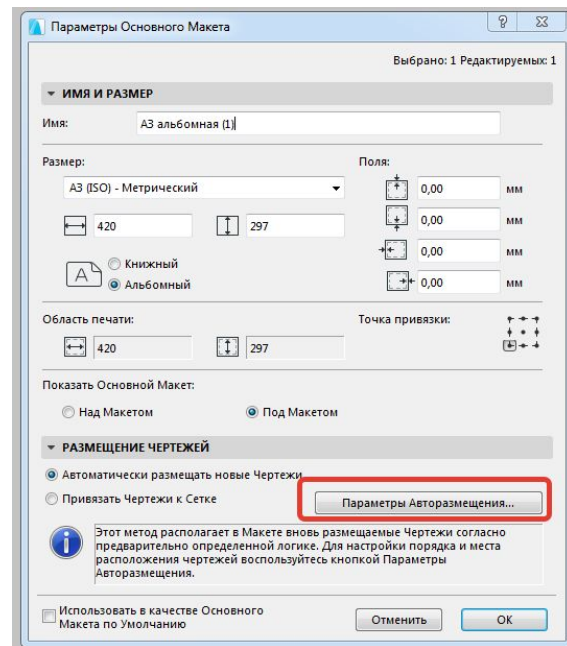 Параметры Основного Макета
Выбрано: 1 Редактируемых: 1
ИМЯ И РАЗМЕР
Имя: А3 альбомная (1)
Размер: Поля:
А3 (ISO) - Метрический 0,00 мм
420 297 0,00 мм
Книжный 0,00 мм
A Альбомный 0,00 мм
Область печати: Точка привязки:
420 297
Показать Основной Макет:
Над Макетом Под Макетом
РАЗМЕЩЕНИЕ ЧЕРТЕЖЕЙ
Автоматически размещать новые Чертежи
Привязать Чертежи к Сетке Параметры Авторазмещения...
Этот метод располагает в Макете вновь размещаемые Чертежи согласно
предварительно определенной логике. Для настройки порядка и места
расположения чертежей воспользуйтесь кнопкой Параметры
Авторазмещения.
Использовать в качестве Основного
Макета по Умолчанию Отменить ОК